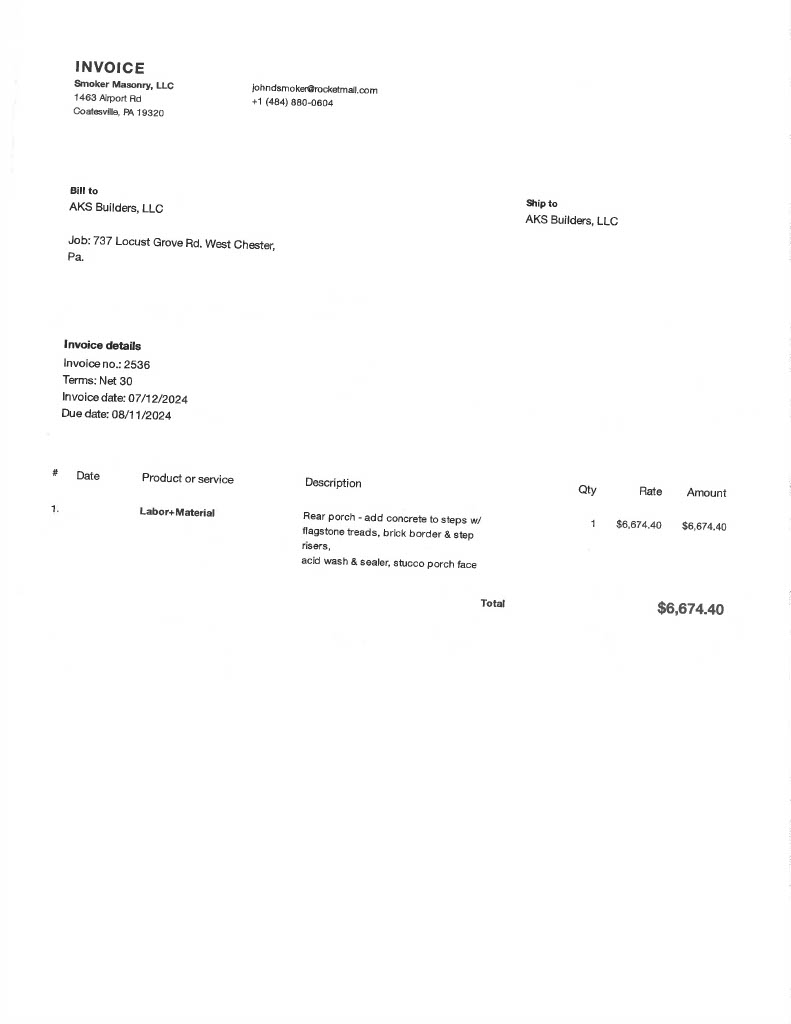 INVOICE
Smoker Masonry, LLC
1463 Airport Rd
Coatesville, PA 19320
johndsmoker@rocketmail.com
+1 (484) 880-0604
Bill to
AKS Builders, LLC
Job: 737 Locust Grove Rd. West Chester,
Pa.
Ship to
AKS Builders, LLC
Invoice details
Invoice no.: 2536
Terms: Net 30
Invoice date: 07/12/2024
Due date: 08/11/2024
# Date Product or service Description Qty Rate Amount
1. Labor+Material Rear porch - add concrete to steps w/ 1 $6,674.40 $6,674.40
flagstone treads, brick border & step
risers,
acid wash & sealer, stucco porch face
Total $6,674.40